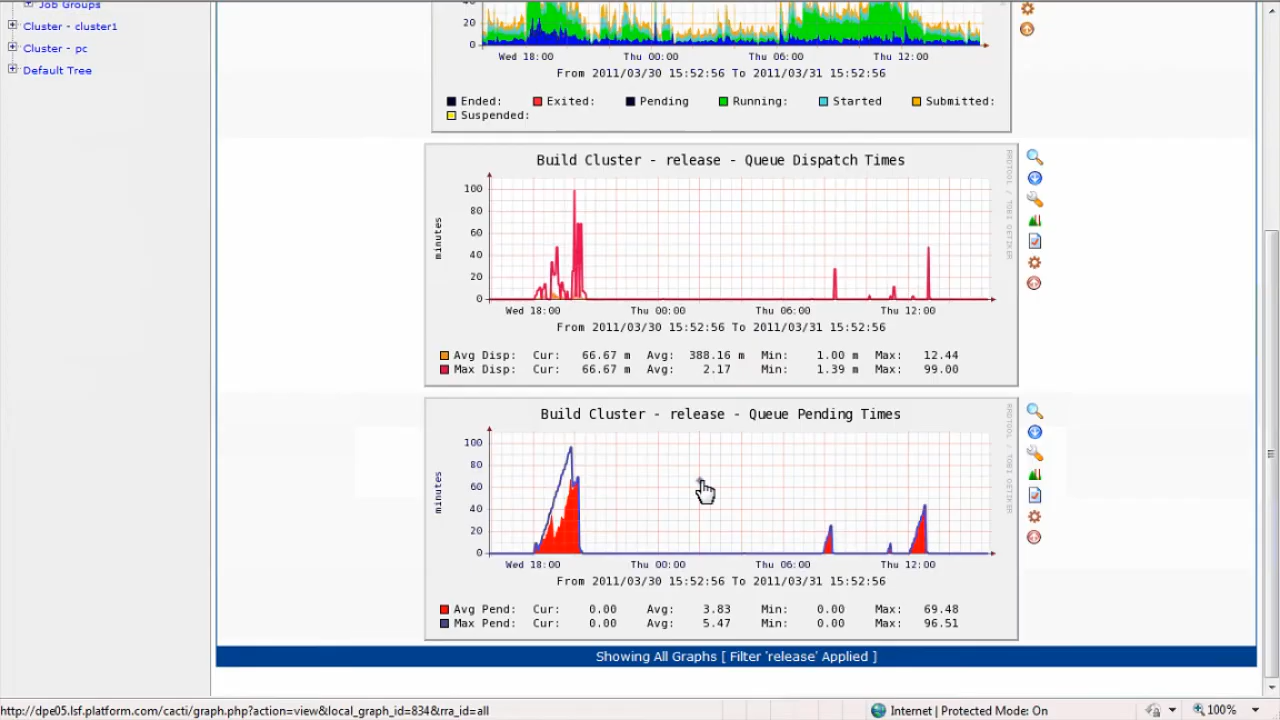 Job Groups
Cluster - cluster1
Cluster - pc
Default Tree
20
0
Wed 18:00 Thu 00:00 Thu 06:00 Thu 12:00
From 2011/03/30 15:52:56 To 2011/03/31 15:52:56
Ended: Exited: Pending Running: Started Submitted:
Suspended:
Build Cluster - release - Queue Dispatch Times
RRDTOOL / TOBI OETIKER
minutes
100
80
60
40
20
0
Wed 18:00 Thu 00:00 Thu 06:00 Thu 12:00
From 2011/03/30 15:52:56 To 2011/03/31 15:52:56
Avg Disp: Cur: 66.67 m Avg: 388.16 m Min: 1.00 m Max: 12.44
Max Disp: Cur: 66.67 m Avg: 2.17 Min: 1.39 m Max: 99.00
Build Cluster - release - Queue Pending Times
RRDTOOL / TOBI OETIKER
minutes
100
80
60
40
20
0
Wed 18:00 Thu 00:00 Thu 06:00 Thu 12:00
From 2011/03/30 15:52:56 To 2011/03/31 15:52:56
Avg Pend: Cur: 0.00 Avg: 3.83 Min: 0.00 Max: 69.48
Max Pend: Cur: 0.00 Avg: 5.47 Min: 0.00 Max: 96.51
Showing All Graphs [ Filter 'release' Applied ]
http://dpe05.lsf.platform.com/cacti/graph.php?action=view&local_graph_id=834&rra_id=all
Internet | Protected Mode: On
100%